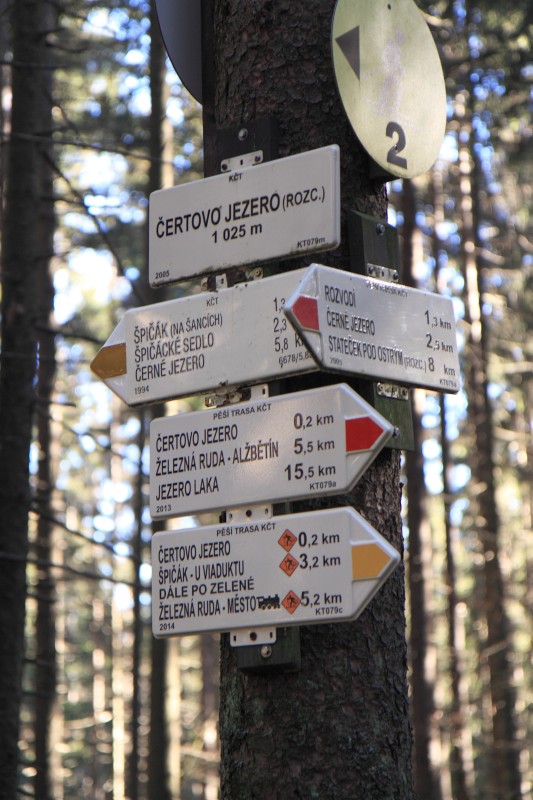 2
KČT
ČERTOVO JEZERO (ROZC.)
1 025 m
2005
KT079m
KČT
ŠPIČÁK (NA ŠANCÍCH)
ŠPIČÁCKÉ SEDLO
ČERNÉ JEZERO 5,8
1994
KČT
ROZVODÍ 1,3 km
ČERNÉ JEZERO 2,5 km
STATEČEK POD OSTRÝM (ROZC.) 8 km
2005
PĚŠÍ TRASA KČT
ČERTOVO JEZERO 0,2 km
ŽELEZNÁ RUDA - ALŽBĚTÍN 5,5 km
JEZERO LAKA 15,5 km
2013 KT079a
PĚŠÍ TRASA KČT
ČERTOVO JEZERO 0,2 km
ŠPIČÁK - U VIADUKTU 3,2 km
DÁLE PO ZELENÉ
ŽELEZNÁ RUDA - MĚSTO 5,2 km
2014 KT079c